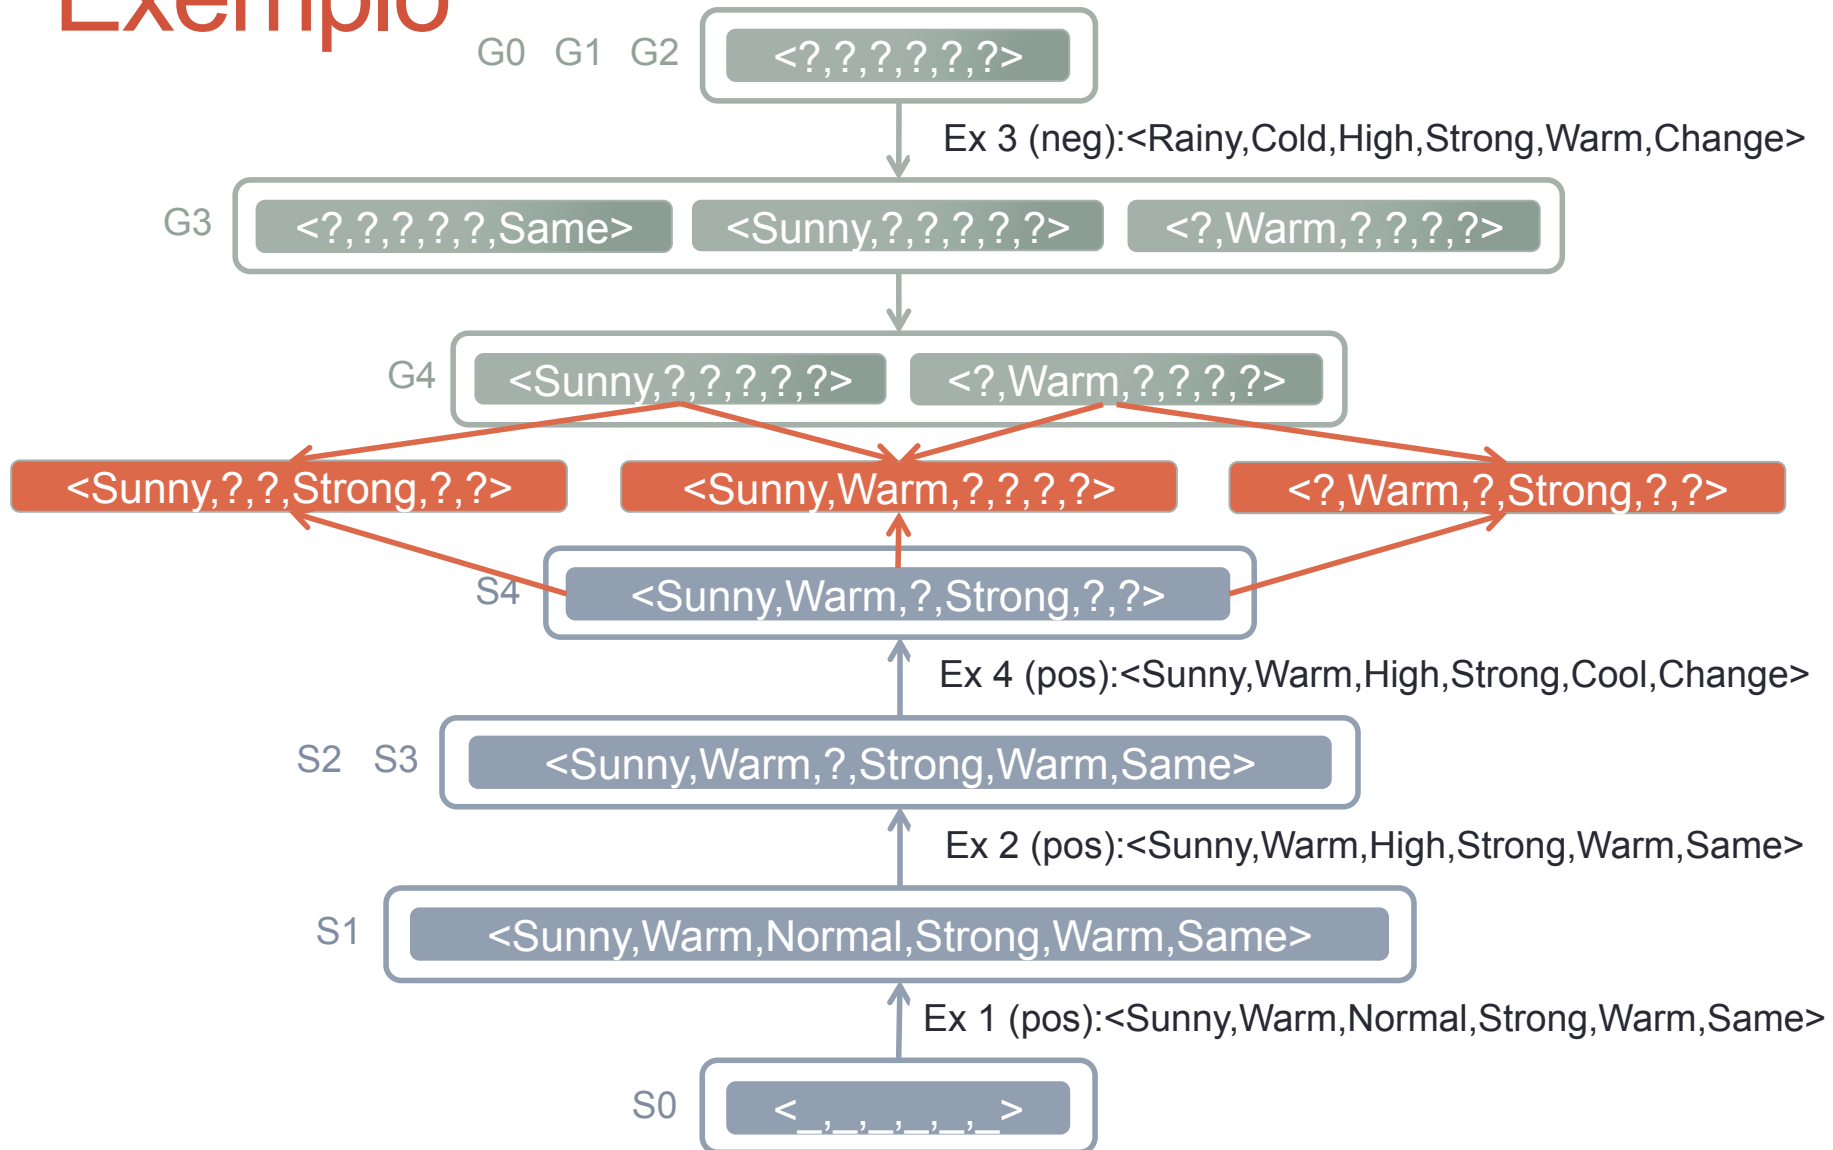 Exemplo
G0 G1 G2 <?,?,?,?,?,?>
Ex 3 (neg):<Rainy,Cold,High,Strong,Warm,Change>
G3 <?,?,?,?,?,Same> <Sunny,?,?,?,?,?> <?,Warm,?,?,?,?>
G4 <Sunny,?,?,?,?,?> <?,Warm,?,?,?,?>
<Sunny,?,?,Strong,?,?> <Sunny,Warm,?,?,?,?> <?,Warm,?,Strong,?,?>
S4 <Sunny,Warm,?,Strong,?,?>
Ex 4 (pos):<Sunny,Warm,High,Strong,Cool,Change>
S2 S3 <Sunny,Warm,?,Strong,Warm,Same>
Ex 2 (pos):<Sunny,Warm,High,Strong,Warm,Same>
S1 <Sunny,Warm,Normal,Strong,Warm,Same>
Ex 1 (pos):<Sunny,Warm,Normal,Strong,Warm,Same>
S0 <_,_,_,_,_,_>